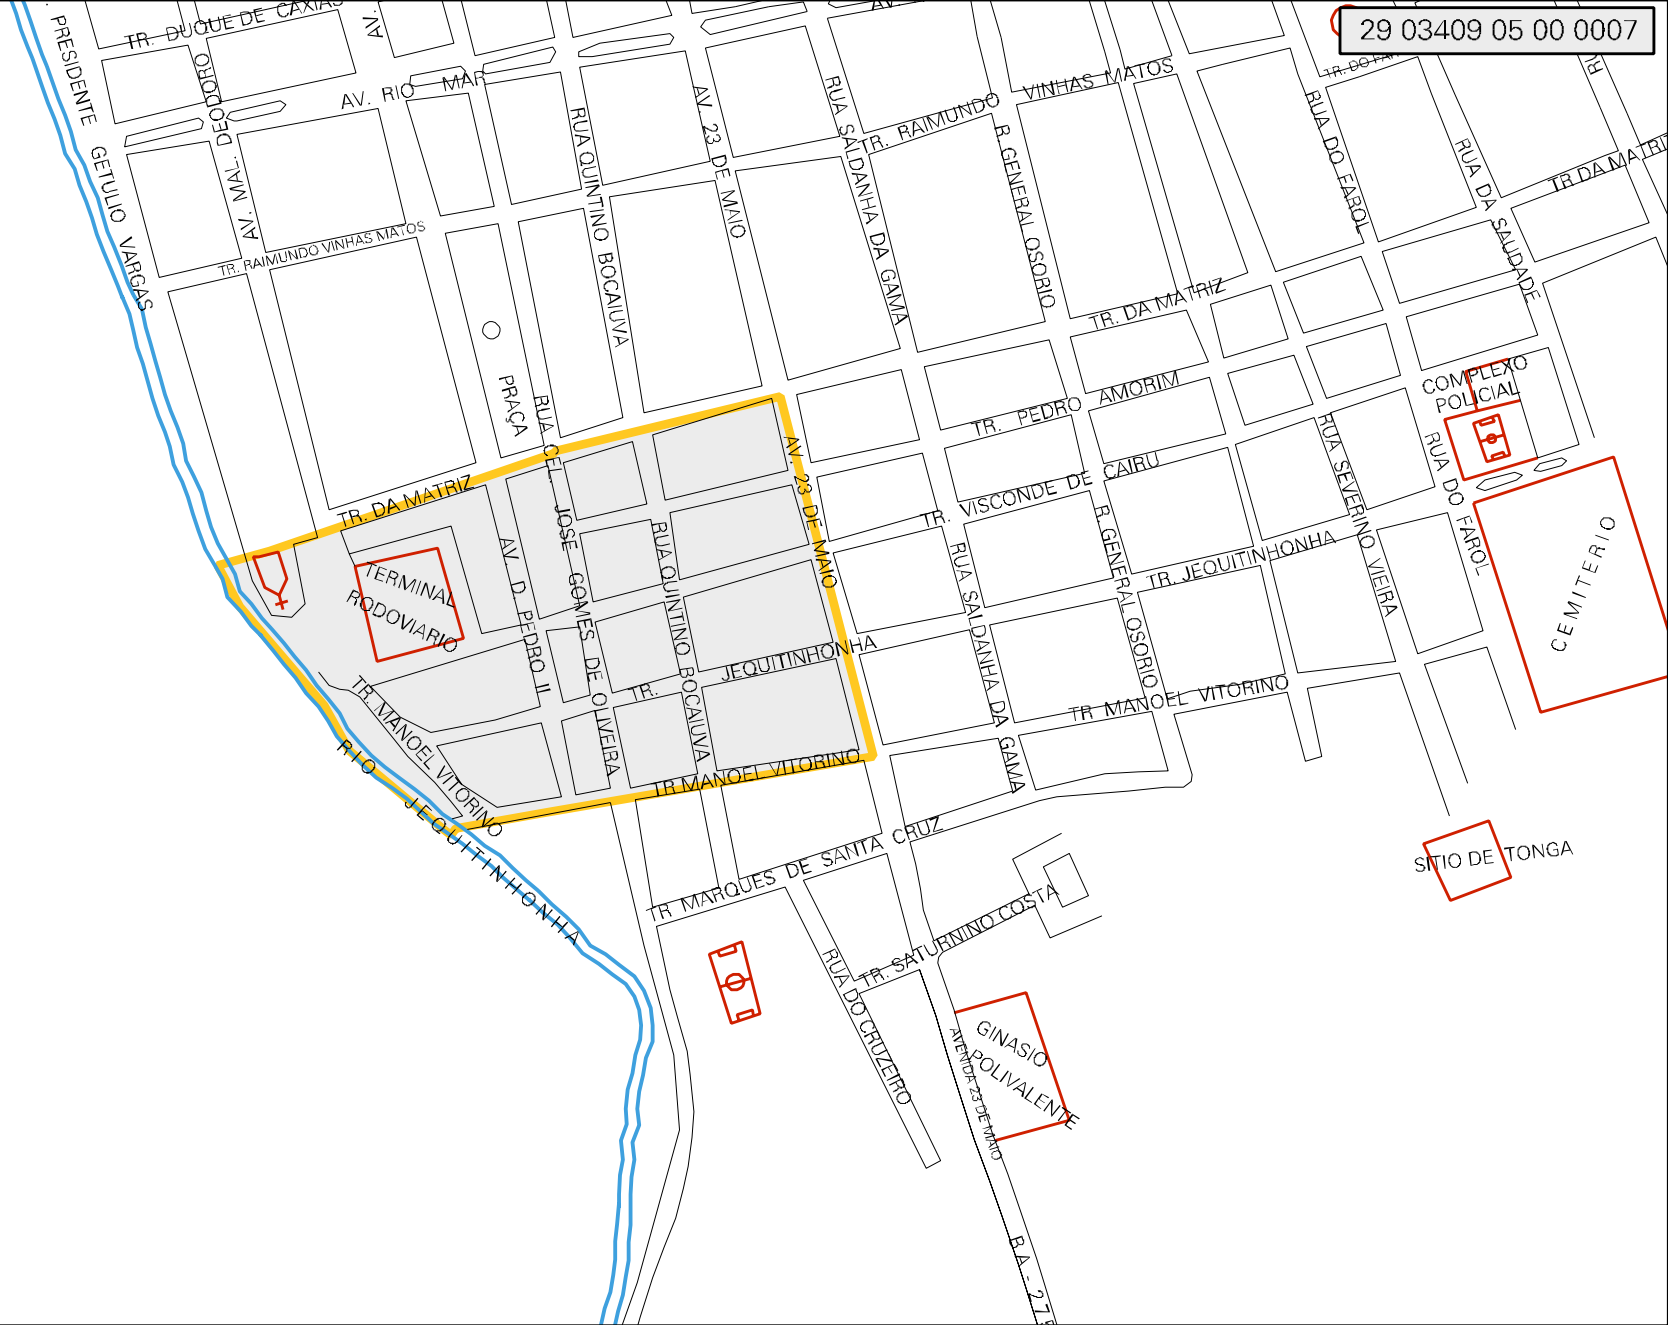 29 03409 05 00 0007
TR. DUQUE DE CAXIAS
AV.
AV.
PRESIDENTE GETULIO VARGAS
AV. MAL. DEODORO
AV. RIO MAR
TR. RAIMUNDO VINHAS MATOS
RUA QUINTINO BOCAIUVA
AV. 23 DE MAIO
RUA SALDANHA DA GAMA
TR. RAIMUNDO VINHAS MATOS
R. GENERAL OSORIO
RUA DO FAROL
RUA DA SAUDADE
TR DA MATRIZ
TR. DA MATRIZ
PRAÇA
RUA CEL. JOSE GOMES DE OLIVEIRA
TR. PEDRO AMORIM
COMPLEXO
POLICIAL
TR. DA MATRIZ
AV. 23 DE MAIO
TR. VISCONDE DE CAIRU
RUA SEVERINO VIEIRA
RUA DO FAROL
CEMITERIO
TERMINAL
RODOVIARIO
AV. D. PEDRO II
RUA QUINTINO BOCAIUVA
RUA SALDANHA DA GAMA
R. GENERAL OSORIO
TR. JEQUITINHONHA
TR. JEQUITINHONHA
TR. MANOEL VITORINO
TR MANOEL VITORINO
TR MANOEL VITORINO
RIO JEQUITINHONHA
TR MARQUES DE SANTA CRUZ
SITIO DE TONGA
TR. SATURNINO COSTA
RUA DO CRUZEIRO
GINASIO
POLIVALENTE
AVENIDA 23 DE MAIO